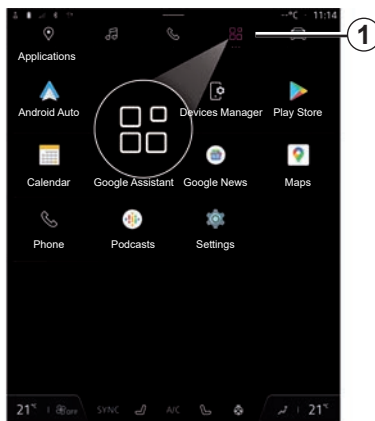 --°C 11:14
1
Applications
Android Auto Devices Manager Play Store
Calendar Google Assistant Google News Maps
Phone Podcasts Settings
21°C OFF SYNC A/C 21°C